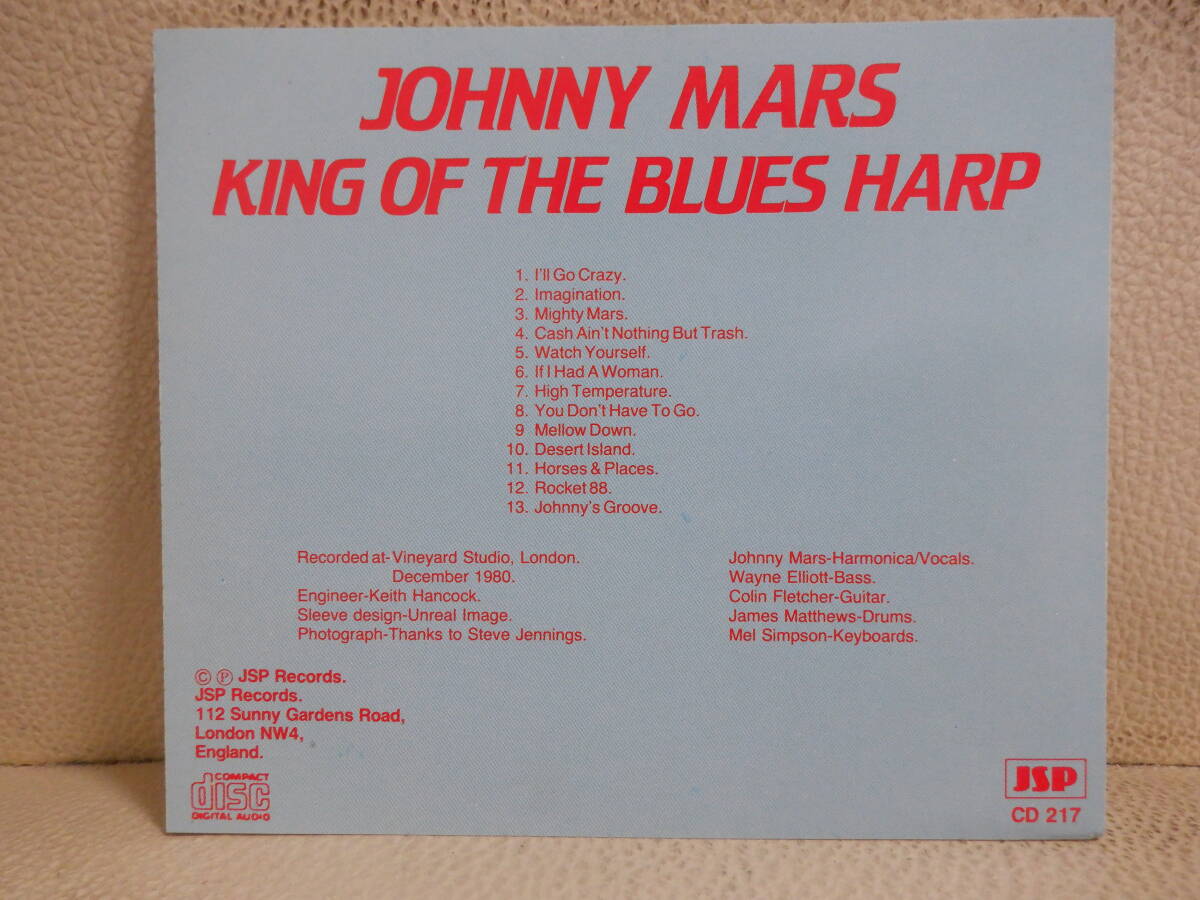 JOHNNY MARS
KING OF THE BLUES HARP
1. I'll Go Crazy.
2. Imagination.
3. Mighty Mars.
4. Cash Ain't Nothing But Trash.
5. Watch Yourself.
6. If I Had A Woman.
7. High Temperature.
8. You Don't Have To Go.
9 Mellow Down.
10. Desert Island.
11. Horses & Places.
12. Rocket 88.
13. Johnny's Groove.
Recorded at-Vineyard Studio, London.
December 1980.
Engineer-Keith Hancock.
Sleeve design-Unreal Image.
Photograph-Thanks to Steve Jennings.
Johnny Mars-Harmonica/Vocals.
Wayne Elliott-Bass.
Colin Fletcher-Guitar.
James Matthews-Drums.
Mel Simpson-Keyboards.
© ℗ JSP Records.
JSP Records.
112 Sunny Gardens Road,
London NW4,
England.
COMPACT
disc
DIGITAL AUDIO
JSP
CD 217